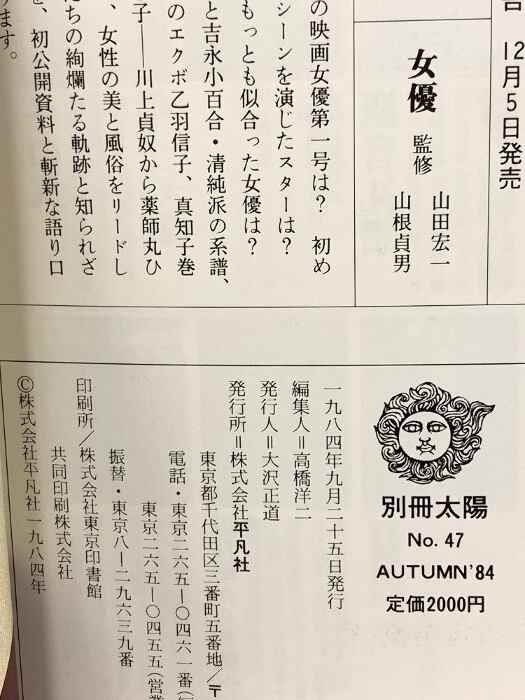 告 12月5日発売
女優 監修 山田宏一
山根貞男
の映画女優第一号は？ 初め
シーンを演じたスターは？
もっとも似合った女優は？
と吉永小百合・清純派の系譜、
のエクボ乙羽信子、真知子巻
子――川上貞奴から薬師丸ひ
、女性の美と風俗をリードし
たちの絢爛たる軌跡と知られざ
、初公開資料と斬新な語り口
ります。
別冊太陽
No. 47
AUTUMN'84
定価2000円
一九八四年九月二十五日発行
編集人＝高橋洋二
発行人＝大沢正道
発行所＝株式会社平凡社
東京都千代田区三番町五番地／〒
電話・東京二六五―〇四六一番（
東京二六五―〇四五五（営業
振替・東京八―二九六三九番
印刷所／株式会社東京印書館
共同印刷株式会社
©株式会社平凡社一九八四年